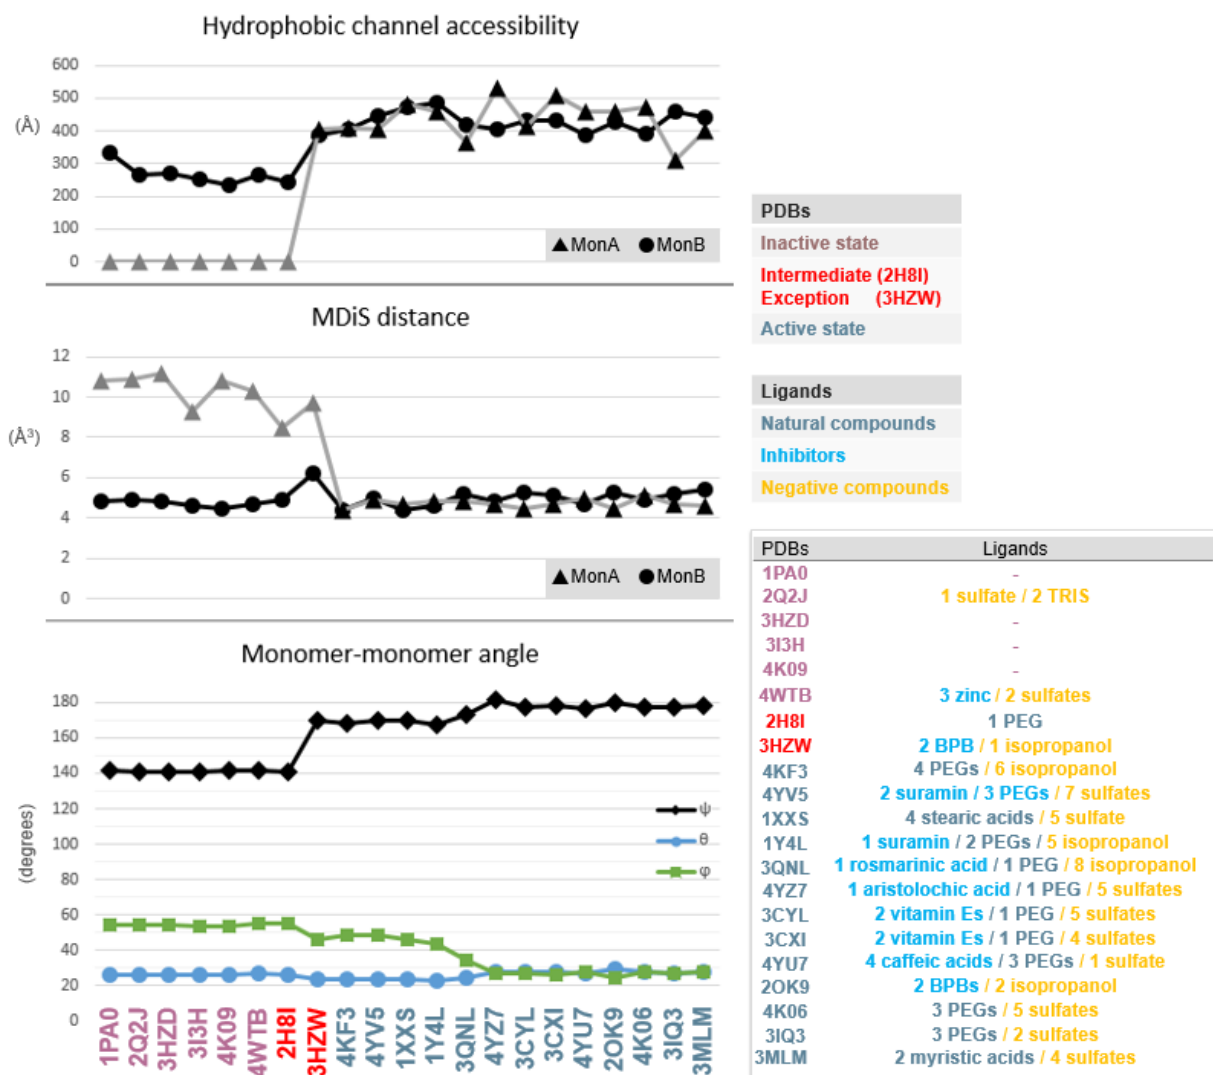 Hydrophobic channel accessibility
(Å)
600
500
400
300
200
100
0
MonA MonB
MDiS distance
(Å³)
12
10
8
6
4
2
0
MonA MonB
Monomer-monomer angle
(degrees)
180
160
140
120
100
80
60
40
20
0
ψ
θ
φ
1PA0 2Q2J 3HZD 3I3H 4K09 4WTB 2H8I 3HZW 4KF3 4YV5 1XXS 1Y4L 3QNL 4YZ7 3CYL 3CXI 4YU7 2OK9 4K06 3IQ3 3MLM
PDBs
Inactive state
Intermediate (2H8I)
Exception (3HZW)
Active state
Ligands
Natural compounds
Inhibitors
Negative compounds
PDBs Ligands
1PA0 -
2Q2J 1 sulfate / 2 TRIS
3HZD -
3I3H -
4K09 -
4WTB 3 zinc / 2 sulfates
2H8I 1 PEG
3HZW 2 BPB / 1 isopropanol
4KF3 4 PEGs / 6 isopropanol
4YV5 2 suramin / 3 PEGs / 7 sulfates
1XXS 4 stearic acids / 5 sulfate
1Y4L 1 suramin / 2 PEGs / 5 isopropanol
3QNL 1 rosmarinic acid / 1 PEG / 8 isopropanol
4YZ7 1 aristolochic acid / 1 PEG / 5 sulfates
3CYL 2 vitamin Es / 1 PEG / 5 sulfates
3CXI 2 vitamin Es / 1 PEG / 4 sulfates
4YU7 4 caffeic acids / 3 PEGs / 1 sulfate
2OK9 2 BPBs / 2 isopropanol
4K06 3 PEGs / 5 sulfates
3IQ3 3 PEGs / 2 sulfates
3MLM 2 myristic acids / 4 sulfates